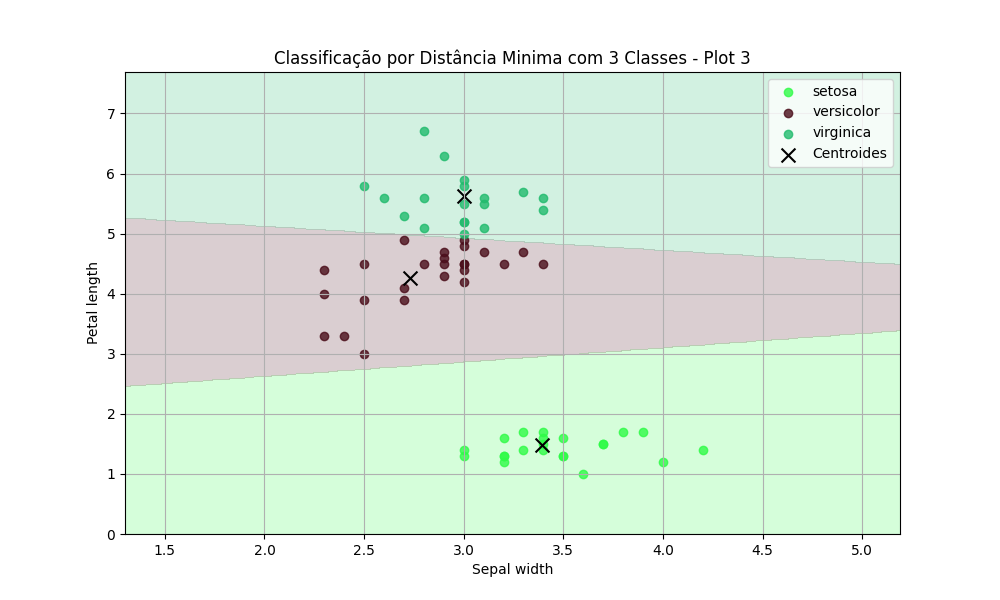 Classificação por Distância Minima com 3 Classes - Plot 3
setosa
versicolor
virginica
Centroides
7
6
5
4
3
2
1
0
Petal length
1.5 2.0 2.5 3.0 3.5 4.0 4.5 5.0
Sepal width